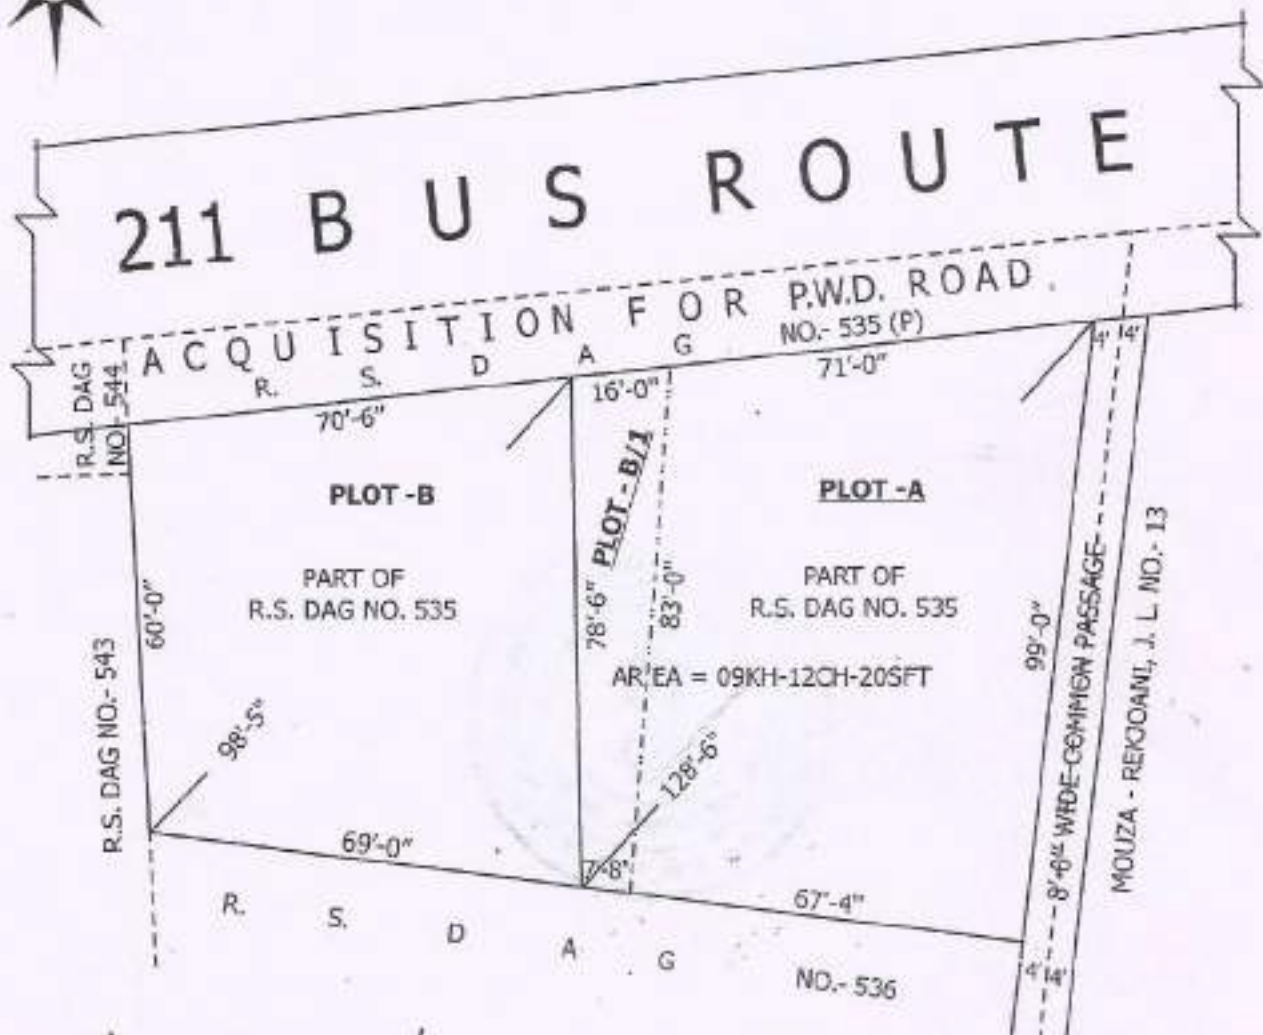 211 BUS ROUTE
ACQUISITION FOR P.W.D. ROAD
R. S. DAG NO.- 535 (P)
R.S. DAG
NO.- 544
70'-6"
16'-0"
71'-0"
4' 4'
PLOT -B
PLOT - B/1
PLOT -A
PART OF
R.S. DAG NO. 535
PART OF
R.S. DAG NO. 535
60'-0"
78'-6"
83'-0"
99'-0"
AREA = 09KH-12CH-20SFT
R.S. DAG NO.- 543
98'-5"
128'-6"
8'-6" WIDE COMMON PASSAGE
MOUZA - REKJOANI, J. L. NO.- 13
69'-0"
7'-8"
67'-4"
R. S. DAG NO.- 536
4' 4'